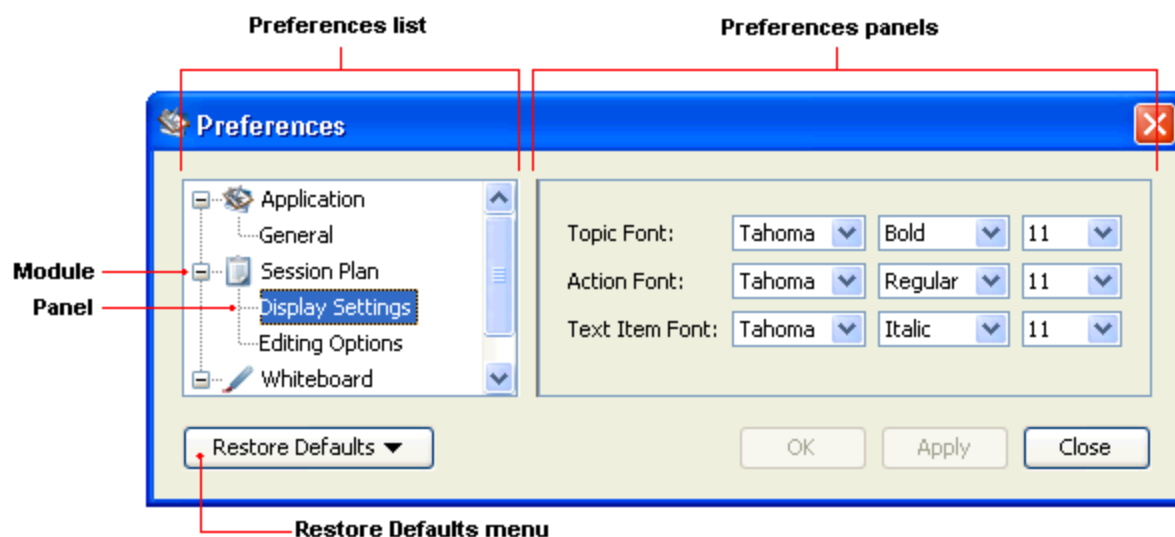 Preferences list Preferences panels
Preferences
Application
General
Module Session Plan
Panel Display Settings
Editing Options
Whiteboard
Topic Font: Tahoma Bold 11
Action Font: Tahoma Regular 11
Text Item Font: Tahoma Italic 11
Restore Defaults OK Apply Close
Restore Defaults menu